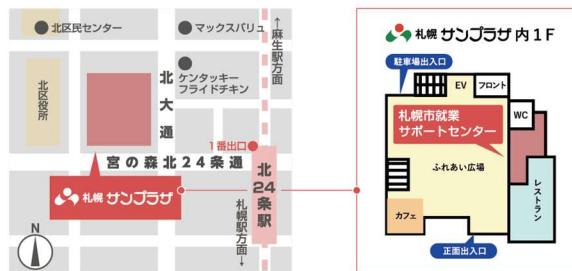 北区民センター
マックスバリュ
↑麻生駅方面
北区役所
北大通
ケンタッキー
フライドチキン
1番出口
宮の森北24条通
北24条駅
札幌 サンプラザ
札幌駅方面→
N
札幌 サンプラザ 内1F
駐車場出入口
EV
フロント
WC
札幌市就業
サポートセンター
ふれあい広場
レストラン
カフェ
正面出入口